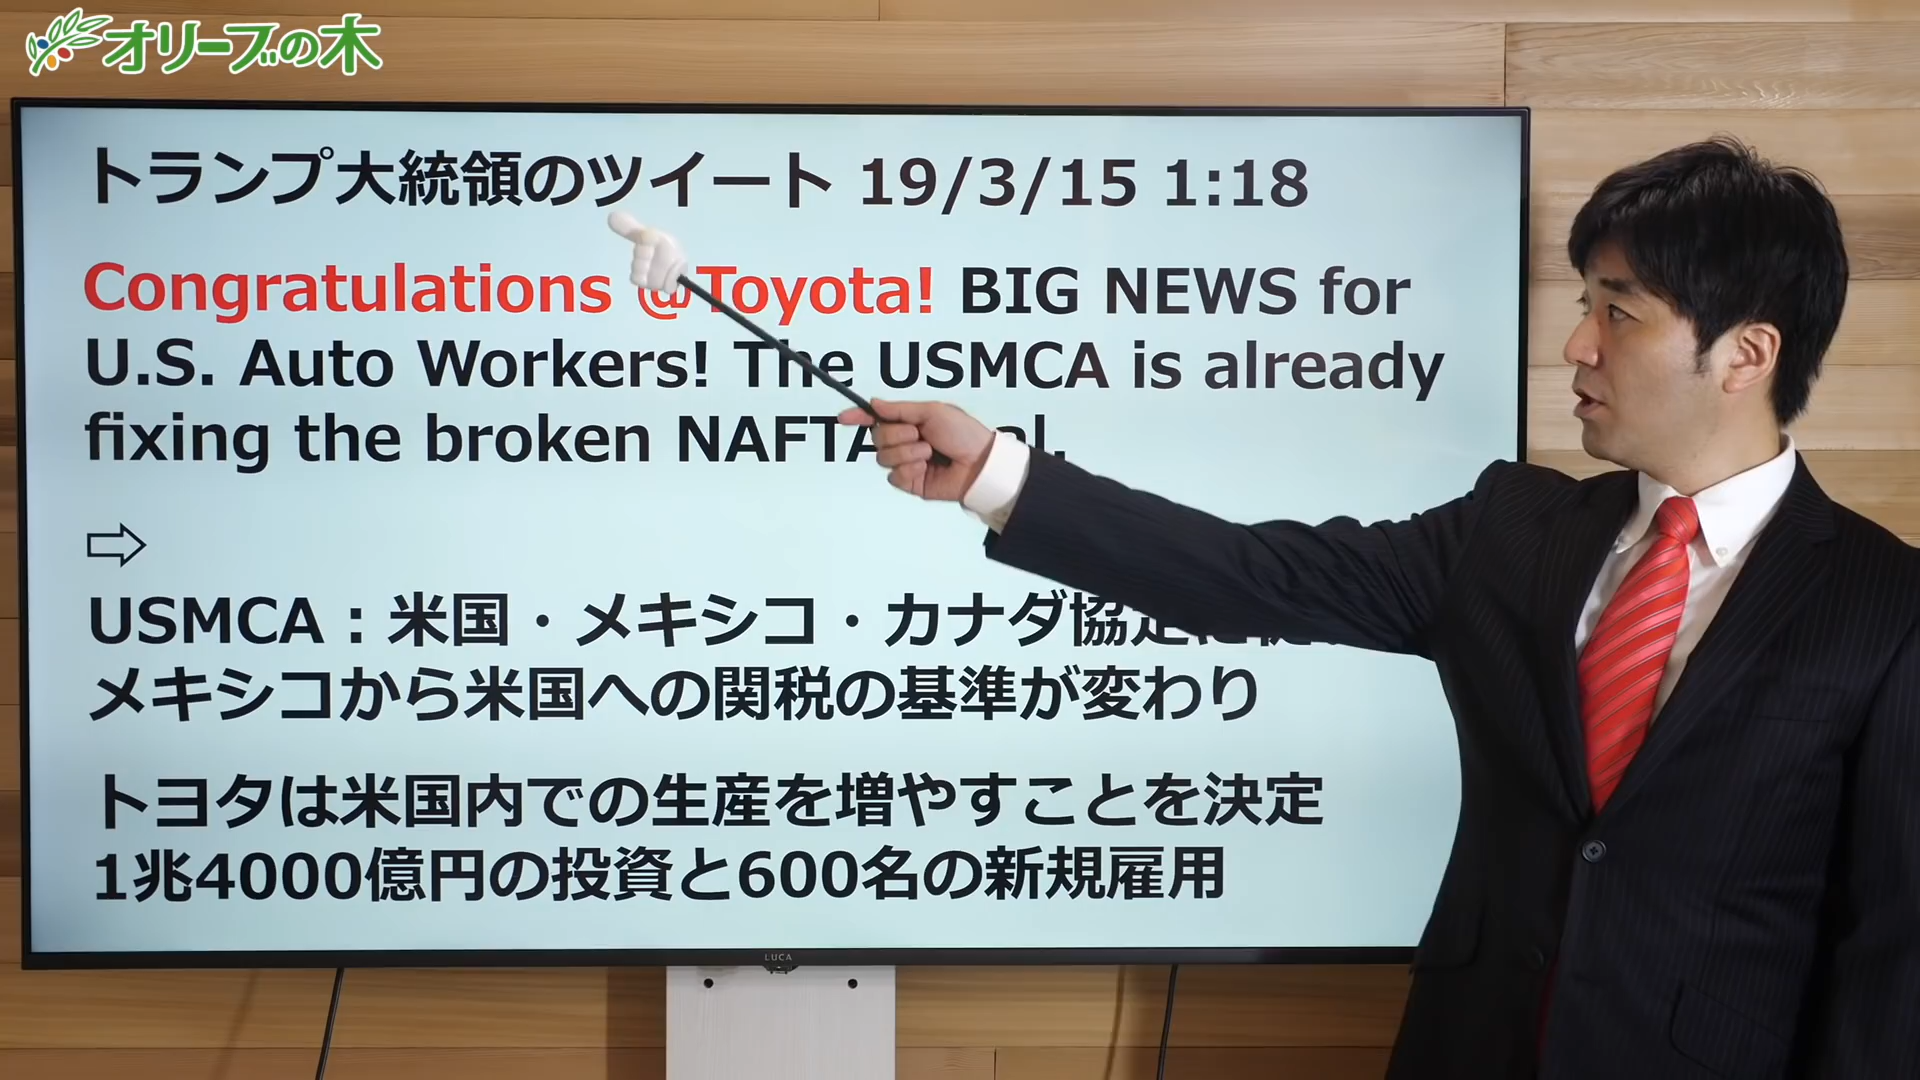 オリーブの木
トランプ大統領のツイート 19/3/15 1:18
Congratulations @Toyota! BIG NEWS for
U.S. Auto Workers! The USMCA is already
fixing the broken NAFTA
⇨
USMCA：米国・メキシコ・カナダ協定
メキシコから米国への関税の基準が変わり
トヨタは米国内での生産を増やすことを決定
1兆4000億円の投資と600名の新規雇用
LUCA